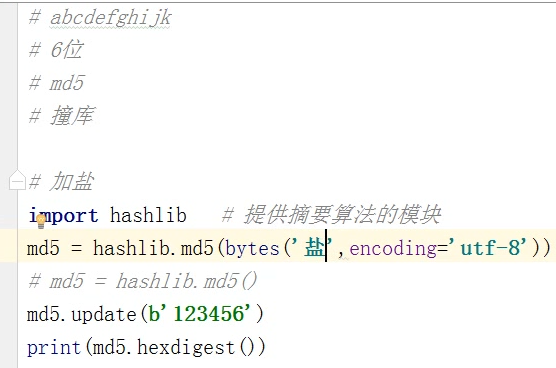 # abcdefghijk
# 6位
# md5
# 撞库
# 加盐
import hashlib   # 提供摘要算法的模块
md5 = hashlib.md5(bytes('盐',encoding='utf-8'))
# md5 = hashlib.md5()
md5.update(b'123456')
print(md5.hexdigest())